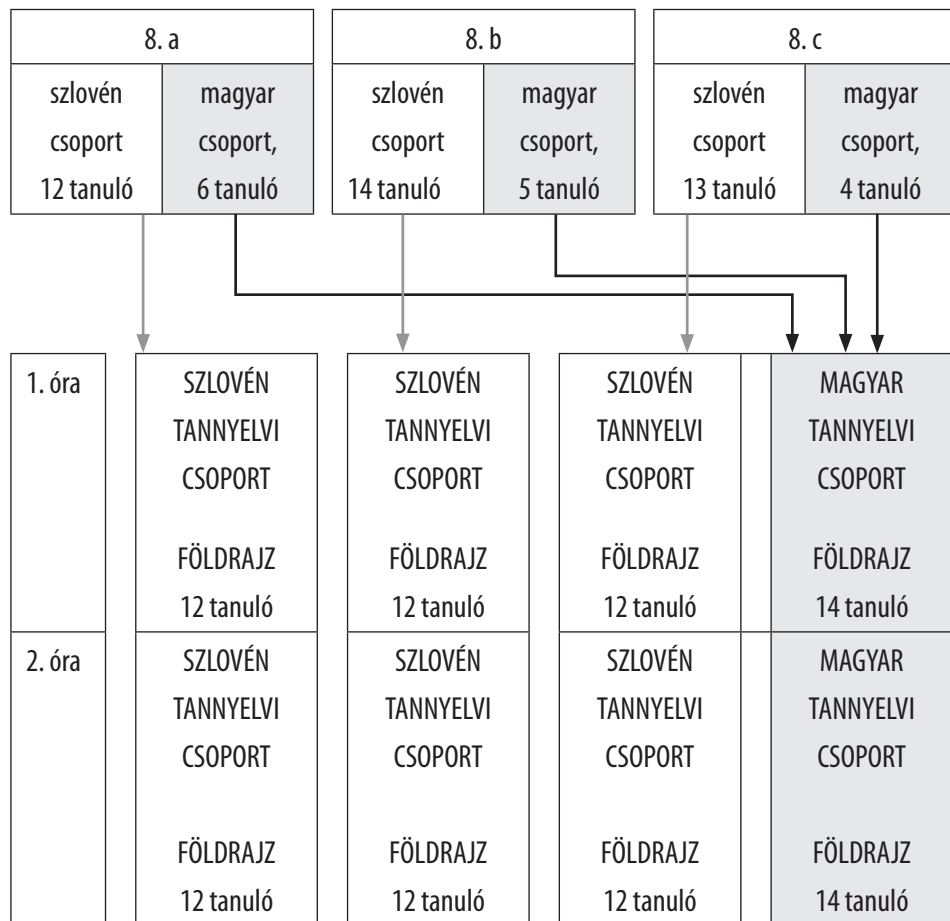 8. a
szlovén
csoport
12 tanuló
magyar
csoport,
6 tanuló
8. b
szlovén
csoport
14 tanuló
magyar
csoport,
5 tanuló
8. c
szlovén
csoport
13 tanuló
magyar
csoport,
4 tanuló
1. óra
SZLOVÉN
TANNYELVI
CSOPORT
FÖLDRAJZ
12 tanuló
SZLOVÉN
TANNYELVI
CSOPORT
FÖLDRAJZ
12 tanuló
SZLOVÉN
TANNYELVI
CSOPORT
FÖLDRAJZ
12 tanuló
MAGYAR
TANNYELVI
CSOPORT
FÖLDRAJZ
14 tanuló
2. óra
SZLOVÉN
TANNYELVI
CSOPORT
FÖLDRAJZ
12 tanuló
SZLOVÉN
TANNYELVI
CSOPORT
FÖLDRAJZ
12 tanuló
SZLOVÉN
TANNYELVI
CSOPORT
FÖLDRAJZ
12 tanuló
MAGYAR
TANNYELVI
CSOPORT
FÖLDRAJZ
14 tanuló